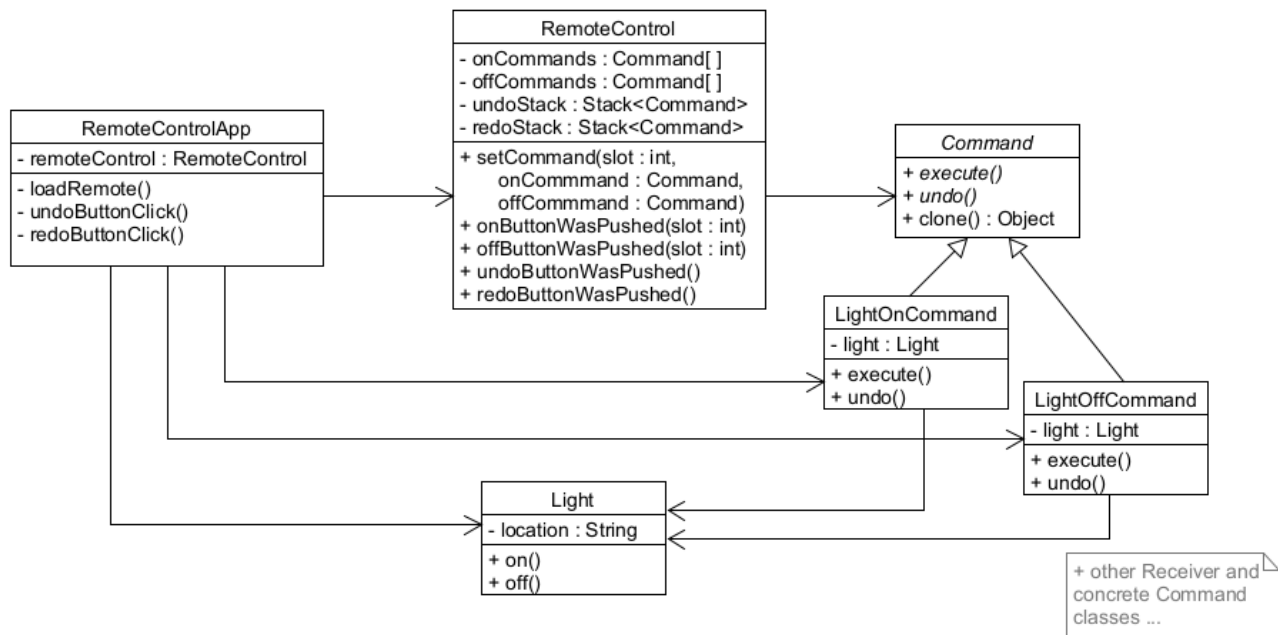 RemoteControl
- onCommands : Command[ ]
- offCommands : Command[ ]
- undoStack : Stack<Command>
- redoStack : Stack<Command>
+ setCommand(slot : int,
onCommmand : Command,
offCommmand : Command)
+ onButtonWasPushed(slot : int)
+ offButtonWasPushed(slot : int)
+ undoButtonWasPushed()
+ redoButtonWasPushed()
RemoteControlApp
- remoteControl : RemoteControl
- loadRemote()
- undoButtonClick()
- redoButtonClick()
Command
+ execute()
+ undo()
+ clone() : Object
LightOnCommand
- light : Light
+ execute()
+ undo()
LightOffCommand
- light : Light
+ execute()
+ undo()
Light
- location : String
+ on()
+ off()
+ other Receiver and
concrete Command
classes ...